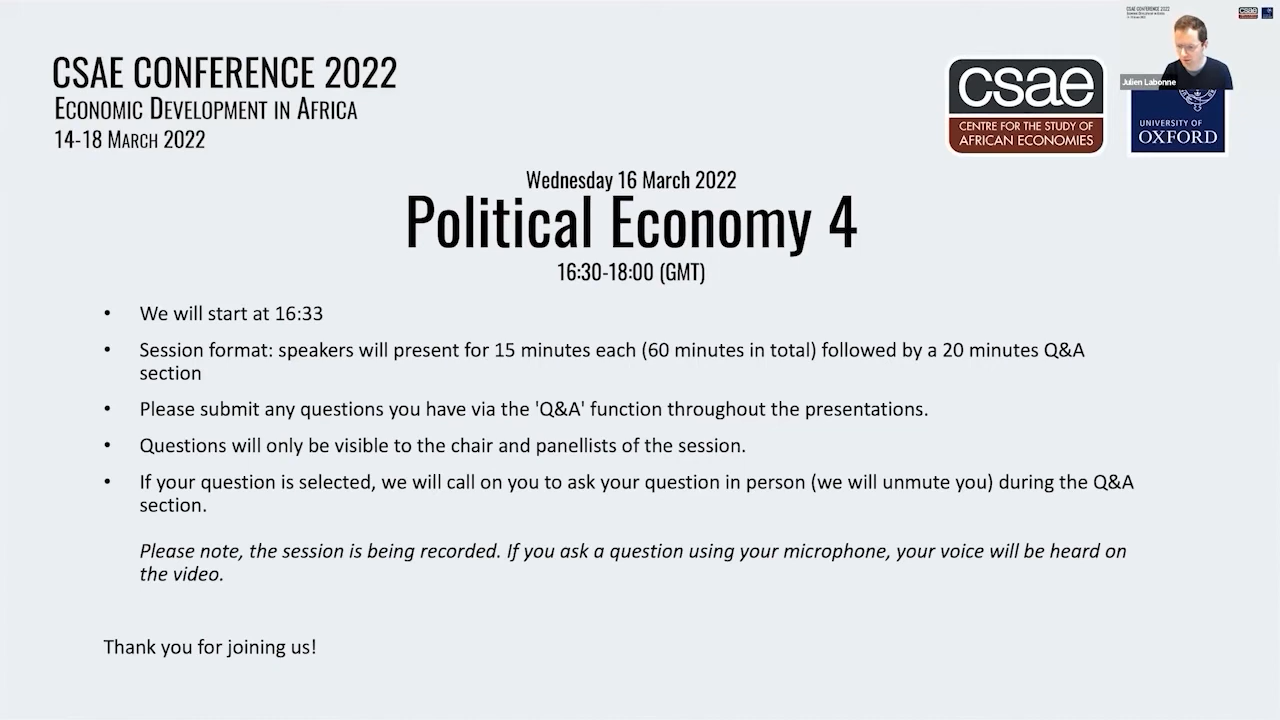 CSAE CONFERENCE 2022
ECONOMIC DEVELOPMENT IN AFRICA
14-18 MARCH 2022
csae
CENTRE FOR THE STUDY OF
AFRICAN ECONOMIES
Julien Labonne
UNIVERSITY OF
OXFORD
Wednesday 16 March 2022
Political Economy 4
16:30-18:00 (GMT)
• We will start at 16:33
• Session format: speakers will present for 15 minutes each (60 minutes in total) followed by a 20 minutes Q&A
section
• Please submit any questions you have via the 'Q&A' function throughout the presentations.
• Questions will only be visible to the chair and panellists of the session.
• If your question is selected, we will call on you to ask your question in person (we will unmute you) during the Q&A
section.
Please note, the session is being recorded. If you ask a question using your microphone, your voice will be heard on
the video.
Thank you for joining us!